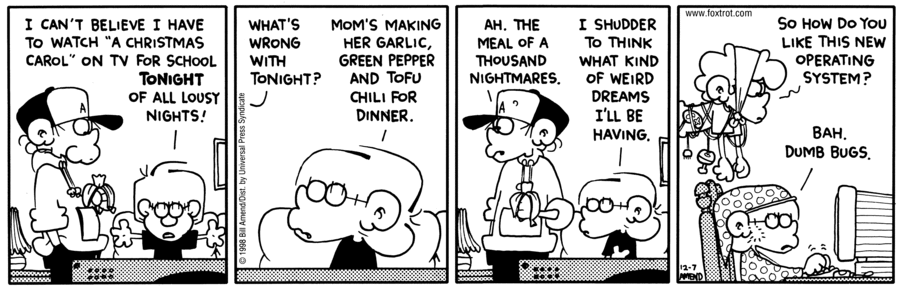 I CAN'T BELIEVE I HAVE
TO WATCH "A CHRISTMAS
CAROL" ON TV FOR SCHOOL
TONIGHT
OF ALL LOUSY
NIGHTS!
A
WHAT'S
WRONG
WITH
TONIGHT?
MOM'S MAKING
HER GARLIC,
GREEN PEPPER
AND TOFU
CHILI FOR
DINNER.
© 1998 Bill Amend/Dist. by Universal Press Syndicate
AH. THE
MEAL OF A
THOUSAND
NIGHTMARES.
A
I SHUDDER
TO THINK
WHAT KIND
OF WEIRD
DREAMS
I'LL BE
HAVING.
www.foxtrot.com
SO HOW DO YOU
LIKE THIS NEW
OPERATING
SYSTEM?
BAH.
DUMB BUGS.
12-7
AMEND